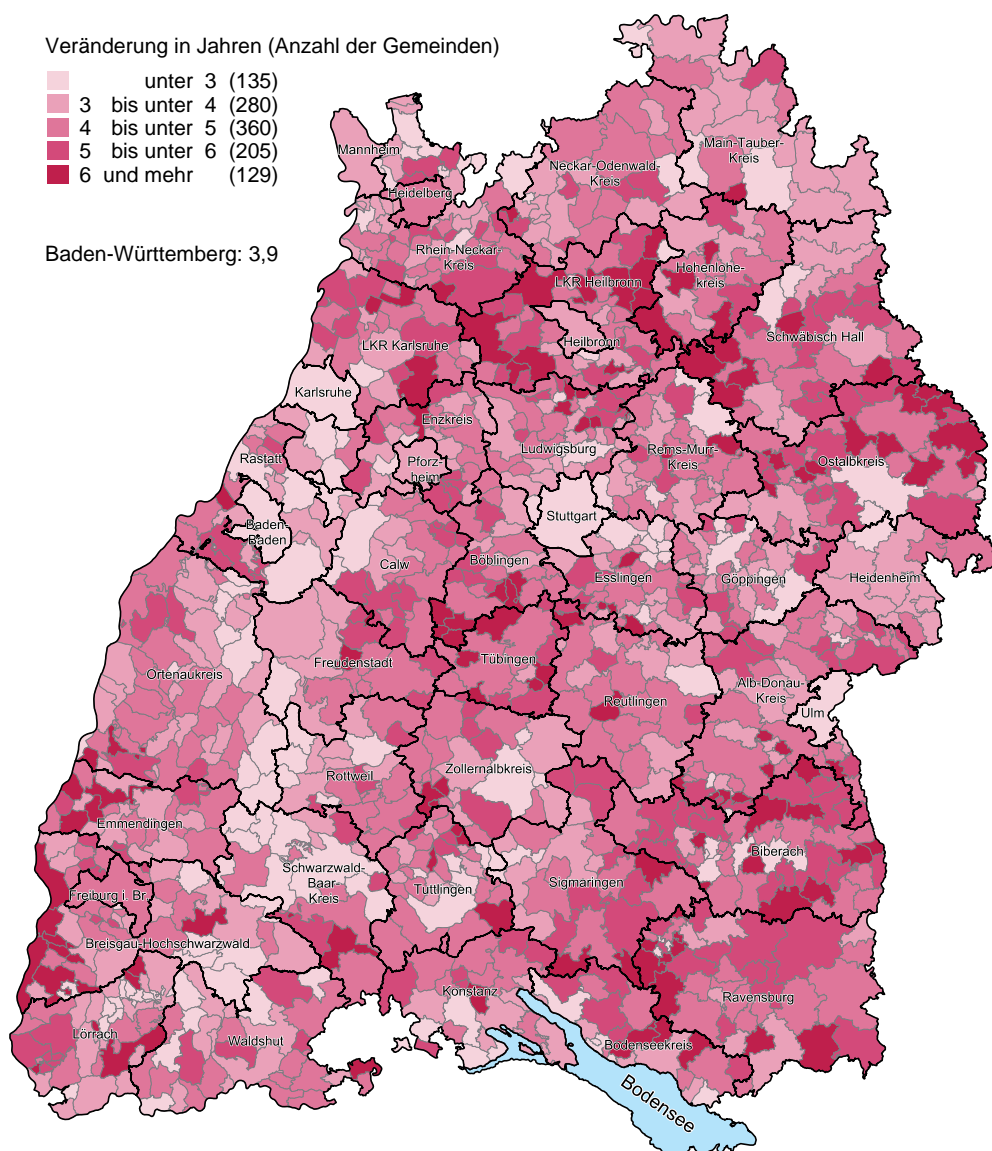 Veränderung in Jahren (Anzahl der Gemeinden)
unter 3 (135)
3 bis unter 4 (280)
4 bis unter 5 (360)
5 bis unter 6 (205)
6 und mehr (129)
Baden-Württemberg: 3,9
Mannheim
Heidelberg
Neckar-Odenwald-
Kreis
Main-Tauber-
Kreis
Rhein-Neckar-
Kreis
LKR Heilbronn
Hohenlohe-
kreis
LKR Karlsruhe
Heilbronn
Schwäbisch Hall
Karlsruhe
Enzkreis
Ludwigsburg
Rems-Murr-
Kreis
Ostalbkreis
Rastatt
Pforz-
heim
Stuttgart
Baden-
Baden
Calw
Böblingen
Esslingen
Göppingen
Heidenheim
Ortenaukreis
Freudenstadt
Tübingen
Reutlingen
Alb-Donau-
Kreis
Ulm
Rottweil
Zollernalbkreis
Emmendingen
Schwarzwald-
Baar-
Kreis
Tuttlingen
Sigmaringen
Biberach
Freiburg i. Br.
Breisgau-Hochschwarzwald
Konstanz
Ravensburg
Lörrach
Waldshut
Bodenseekreis
Bodensee